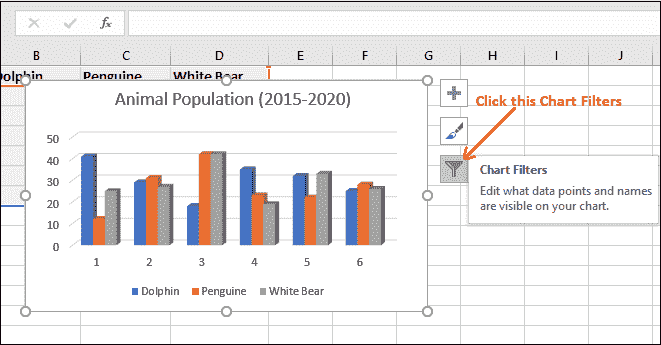 fx
B C D E F G H I J
Dolphin Penguine White Bear
Animal Population (2015-2020)
50
40
30
20
10
0
1 2 3 4 5 6
Dolphin Penguine White Bear
Click this Chart Filters
Chart Filters
Edit what data points and names
are visible on your chart.